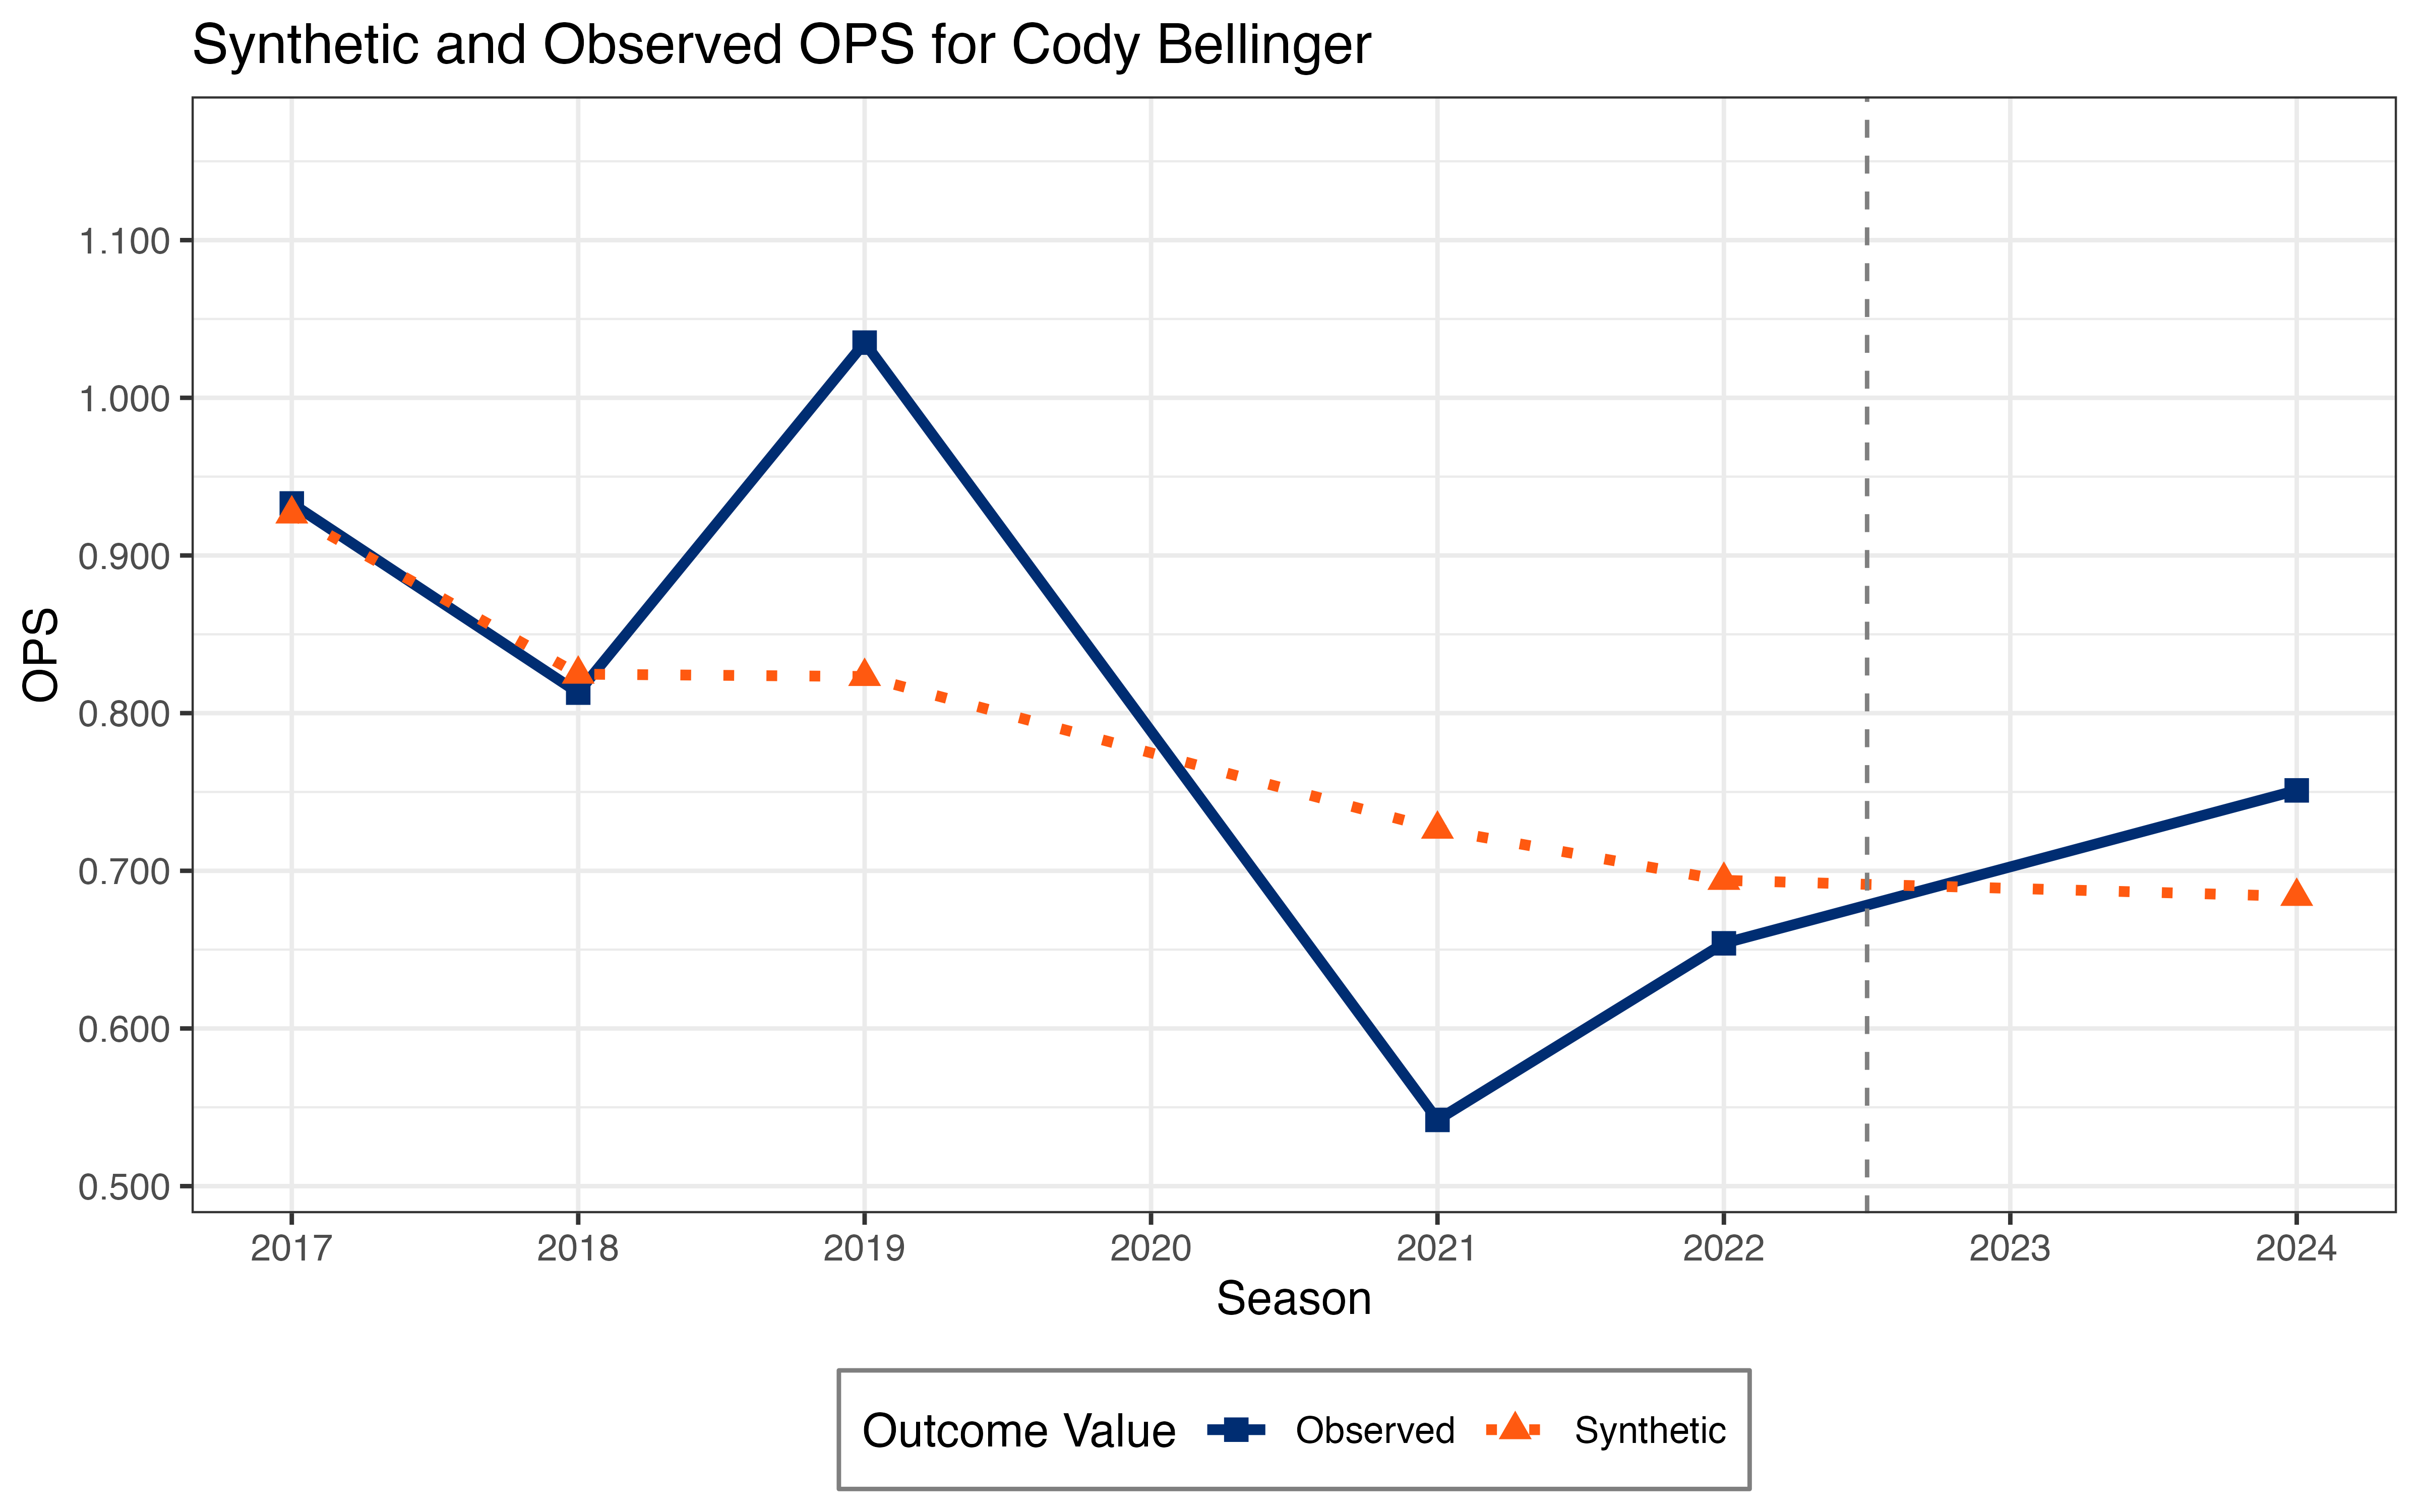 Synthetic and Observed OPS for Cody Bellinger
1.100
1.000
0.900
0.800
0.700
0.600
0.500
OPS
2017 2018 2019 2020 2021 2022 2023 2024
Season
Outcome Value Observed Synthetic